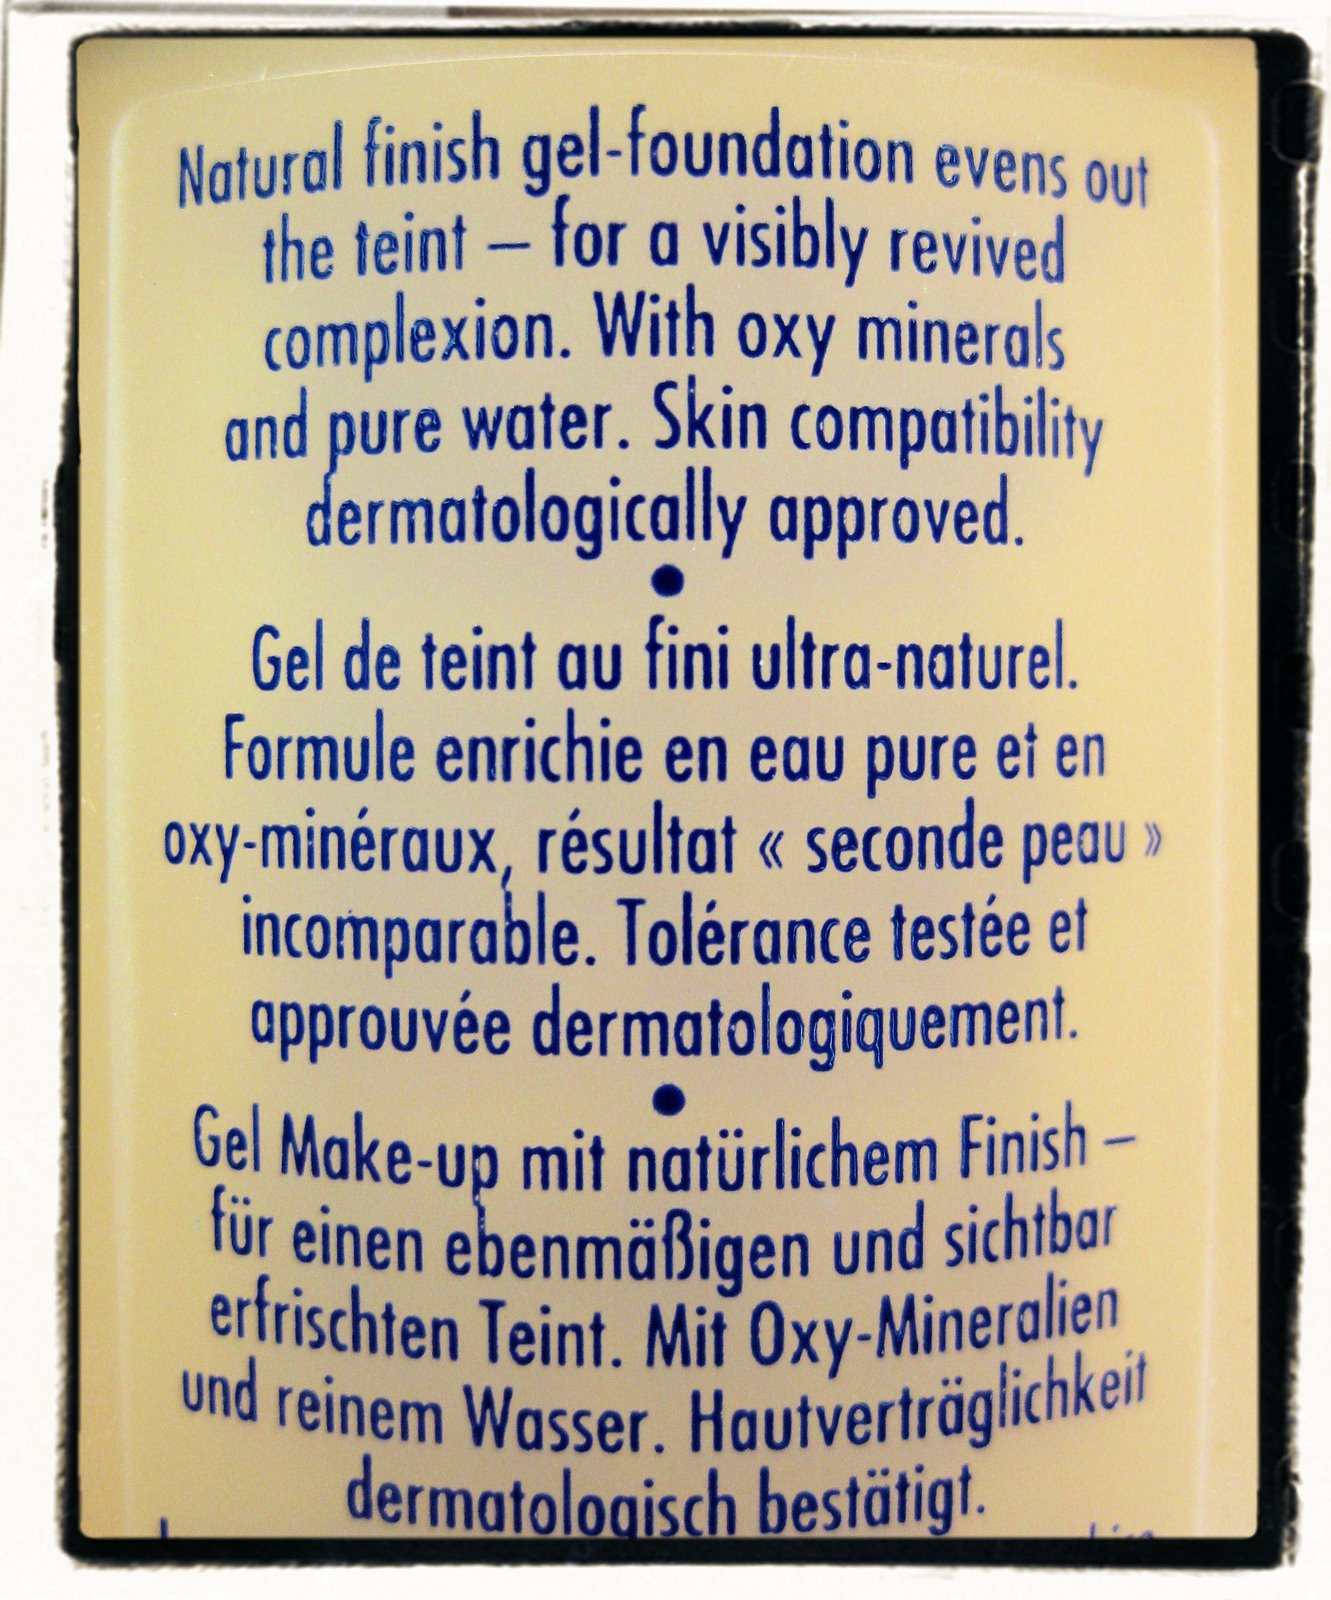 Natural finish gel-foundation evens out
the teint – for a visibly revived
complexion. With oxy minerals
and pure water. Skin compatibility
dermatologically approved.
•
Gel de teint au fini ultra-naturel.
Formule enrichie en eau pure et en
oxy-minéraux, résultat « seconde peau »
incomparable. Tolérance testée et
approuvée dermatologiquement.
•
Gel Make-up mit natürlichem Finish –
für einen ebenmäßigen und sichtbar
erfrischten Teint. Mit Oxy-Mineralien
und reinem Wasser. Hautverträglichkeit
dermatologisch bestätigt.